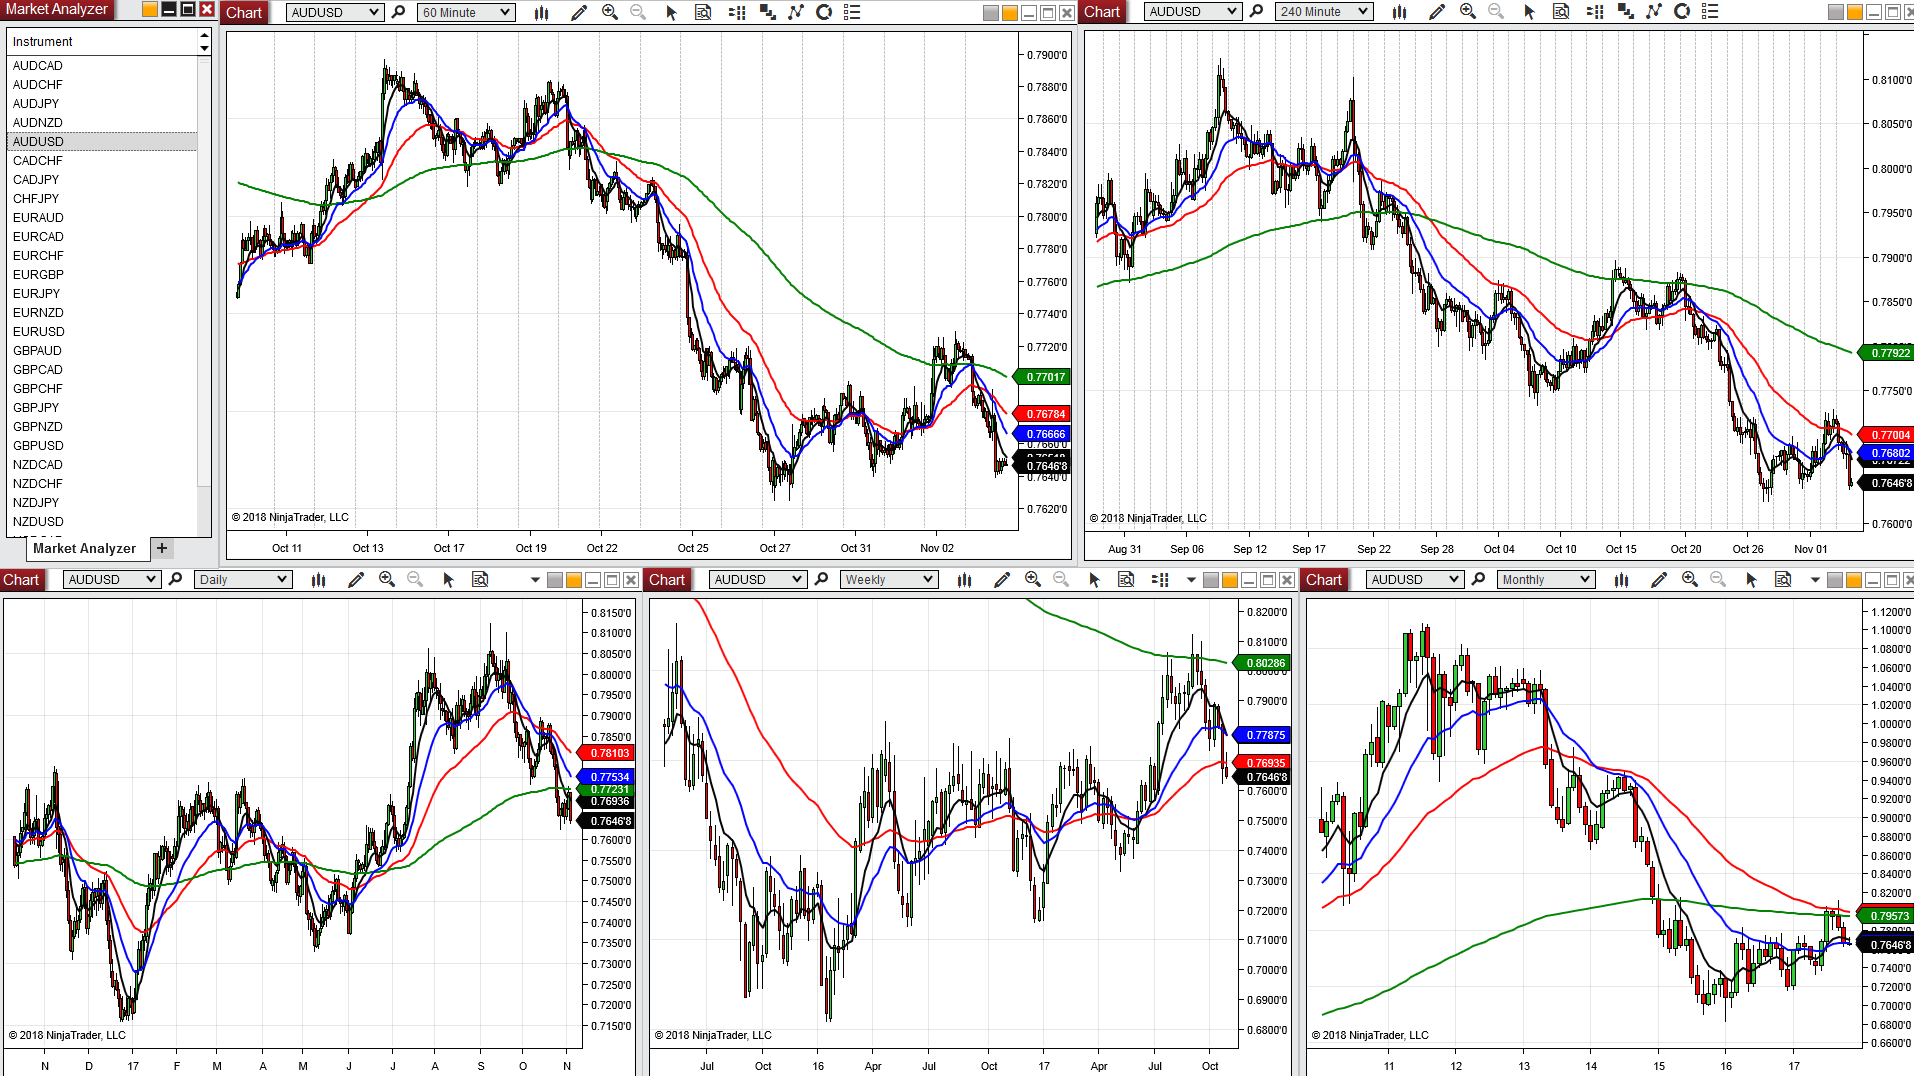 Market Analyzer
Instrument
AUDCAD
AUDCHF
AUDJPY
AUDNZD
AUDUSD
CADCHF
CADJPY
CHFJPY
EURAUD
EURCAD
EURCHF
EURGBP
EURJPY
EURNZD
EURUSD
GBPAUD
GBPCAD
GBPCHF
GBPJPY
GBPNZD
GBPUSD
NZDCAD
NZDCHF
NZDJPY
NZDUSD
Market Analyzer +
Chart AUDUSD 60 Minute
0.7900'0
0.7880'0
0.7860'0
0.7840'0
0.7820'0
0.7800'0
0.7780'0
0.7760'0
0.7740'0
0.7720'0
0.77017
0.76784
0.76666
0.7660'0
0.7646'8
0.7640'0
0.7620'0
© 2018 NinjaTrader, LLC
Oct 11 Oct 13 Oct 17 Oct 19 Oct 22 Oct 25 Oct 27 Oct 31 Nov 02
Chart AUDUSD 240 Minute
0.8100'0
0.8050'0
0.8000'0
0.7950'0
0.7900'0
0.7850'0
0.77922
0.7750'0
0.77004
0.76802
0.7646'8
0.7600'0
© 2018 NinjaTrader, LLC
Aug 31 Sep 06 Sep 12 Sep 17 Sep 22 Sep 28 Oct 04 Oct 10 Oct 15 Oct 20 Oct 26 Nov 01
Chart AUDUSD Daily
0.8150'0
0.8100'0
0.8050'0
0.8000'0
0.7950'0
0.7900'0
0.7850'0
0.78103
0.77534
0.77231
0.76936
0.7646'8
0.7600'0
0.7550'0
0.7500'0
0.7450'0
0.7400'0
0.7350'0
0.7300'0
0.7250'0
0.7200'0
0.7150'0
© 2018 NinjaTrader, LLC
N D 17 F M A M J J A S O N
Chart AUDUSD Weekly
0.8200'0
0.8100'0
0.80286
0.8000'0
0.7900'0
0.77875
0.76935
0.7646'8
0.7600'0
0.7500'0
0.7400'0
0.7300'0
0.7200'0
0.7100'0
0.7000'0
0.6900'0
0.6800'0
© 2018 NinjaTrader, LLC
Jul Oct 16 Apr Jul Oct 17 Apr Jul Oct
Chart AUDUSD Monthly
1.1200'0
1.1000'0
1.0800'0
1.0600'0
1.0400'0
1.0200'0
1.0000'0
0.9800'0
0.9600'0
0.9400'0
0.9200'0
0.9000'0
0.8800'0
0.8600'0
0.8400'0
0.8200'0
0.79573
0.7800'0
0.7646'8
0.7400'0
0.7200'0
0.7000'0
0.6800'0
0.6600'0
© 2018 NinjaTrader, LLC
11 12 13 14 15 16 17